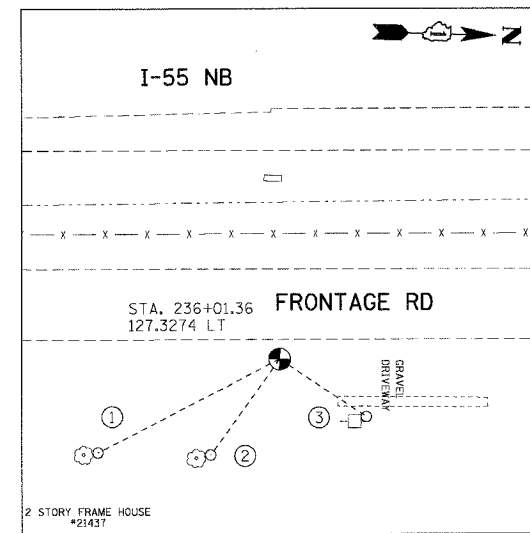 N
I-55 NB
X X X X X X X X X X X X
STA. 236+01.36
127.3274 LT
FRONTAGE RD
GRAVEL
DRIVEWAY
1
2
3
2 STORY FRAME HOUSE
#21437